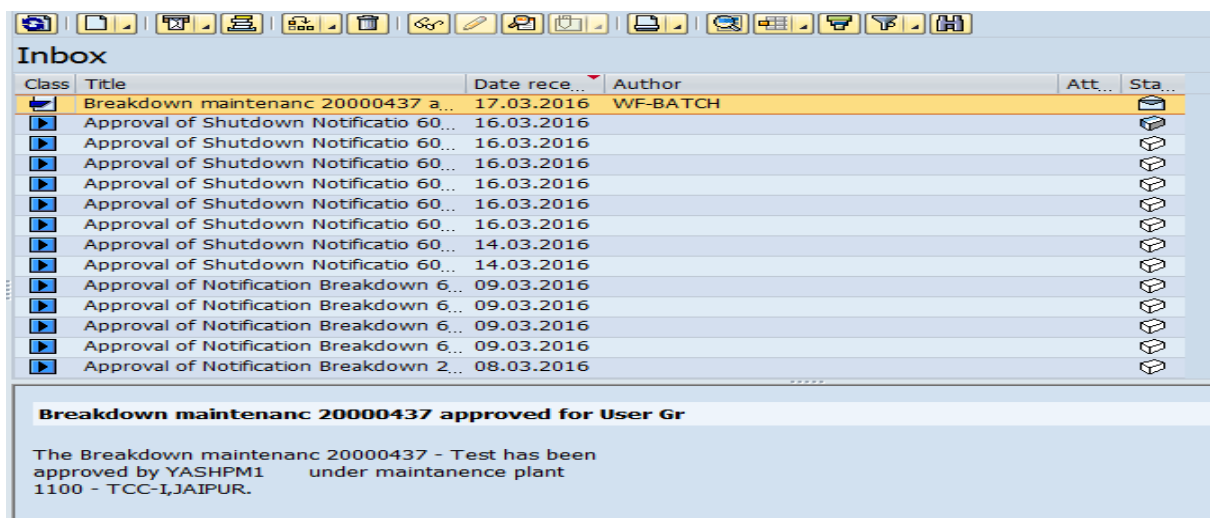 Inbox
Class Title Date rece... Author Att... Sta...
Breakdown maintenanc 20000437 a... 17.03.2016 WF-BATCH
Approval of Shutdown Notificatio 60... 16.03.2016
Approval of Shutdown Notificatio 60... 16.03.2016
Approval of Shutdown Notificatio 60... 16.03.2016
Approval of Shutdown Notificatio 60... 16.03.2016
Approval of Shutdown Notificatio 60... 16.03.2016
Approval of Shutdown Notificatio 60... 16.03.2016
Approval of Shutdown Notificatio 60... 14.03.2016
Approval of Shutdown Notificatio 60... 14.03.2016
Approval of Notification Breakdown 6... 09.03.2016
Approval of Notification Breakdown 6... 09.03.2016
Approval of Notification Breakdown 6... 09.03.2016
Approval of Notification Breakdown 6... 09.03.2016
Approval of Notification Breakdown 2... 08.03.2016
Breakdown maintenanc 20000437 approved for User Gr
The Breakdown maintenanc 20000437 - Test has been
approved by YASHPM1 under maintanence plant
1100 - TCC-I,JAIPUR.